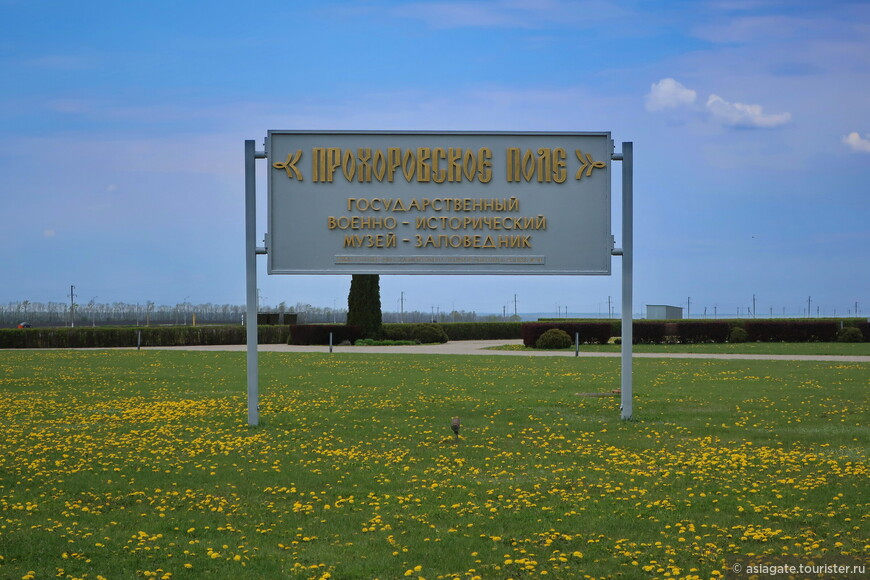 ПРОХОРОВСКОЕ ПОЛЕ
ГОСУДАРСТВЕННЫЙ
ВОЕННО – ИСТОРИЧЕСКИЙ
МУЗЕЙ – ЗАПОВЕДНИК
© asiagate.tourister.ru